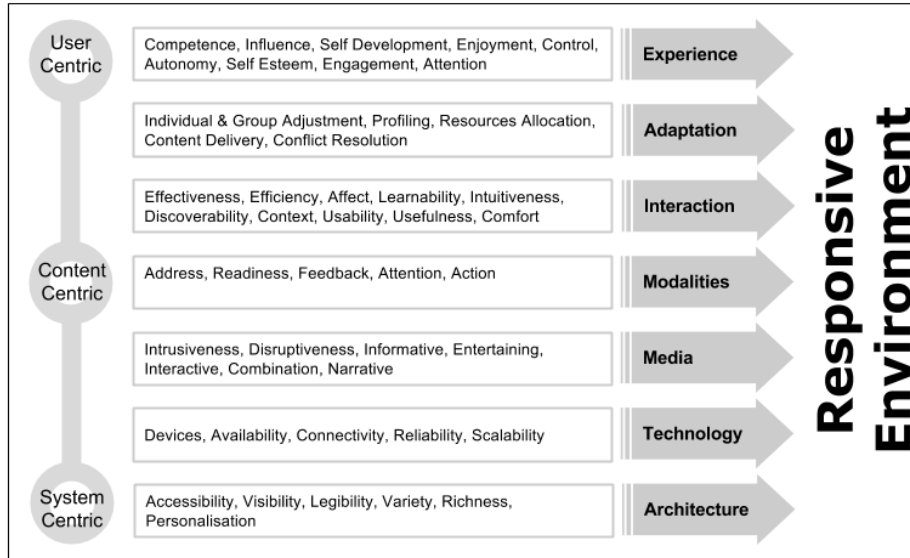 User
Centric
Competence, Influence, Self Development, Enjoyment, Control,
Autonomy, Self Esteem, Engagement, Attention
Experience
Individual & Group Adjustment, Profiling, Resources Allocation,
Content Delivery, Conflict Resolution
Adaptation
Effectiveness, Efficiency, Affect, Learnability, Intuitiveness,
Discoverability, Context, Usability, Usefulness, Comfort
Interaction
Content
Centric
Address, Readiness, Feedback, Attention, Action
Modalities
Intrusiveness, Disruptiveness, Informative, Entertaining,
Interactive, Combination, Narrative
Media
Devices, Availability, Connectivity, Reliability, Scalability
Technology
System
Centric
Accessibility, Visibility, Legibility, Variety, Richness,
Personalisation
Architecture
Responsive
Environment